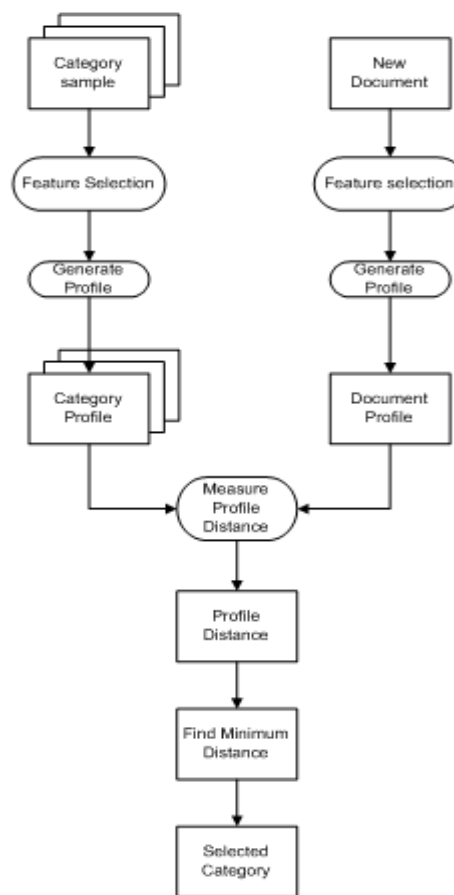 Category
sample
New
Document
Feature Selection
Feature selection
Generate
Profile
Generate
Profile
Category
Profile
Document
Profile
Measure
Profile
Distance
Profile
Distance
Find Minimum
Distance
Selected
Category